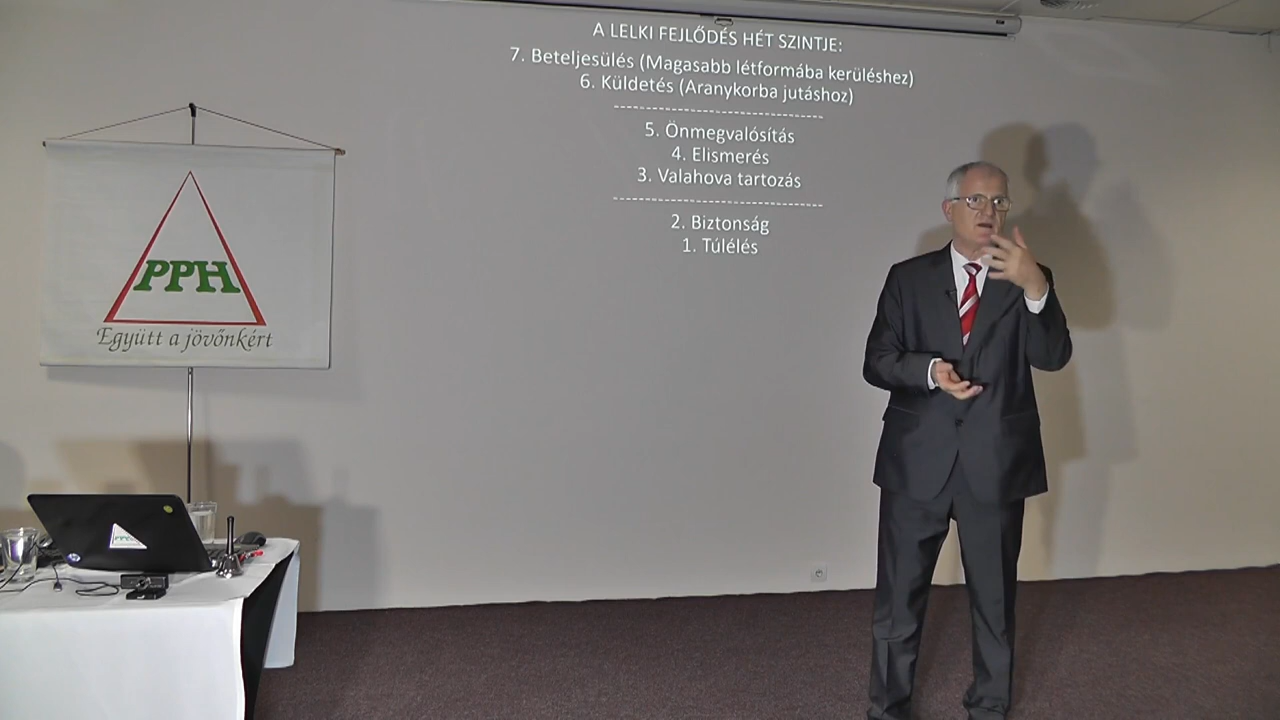 A LELKI FEJLŐDÉS HÉT SZINTJE:
7. Beteljesülés (Magasabb létformába kerüléshez)
6. Küldetés (Aranykorba jutáshoz)
--------------------------------
5. Önmegvalósítás
4. Elismerés
3. Valahova tartozás
--------------------------------
2. Biztonság
1. Túlélés
PPH
Együtt a jövőnkért
PPH